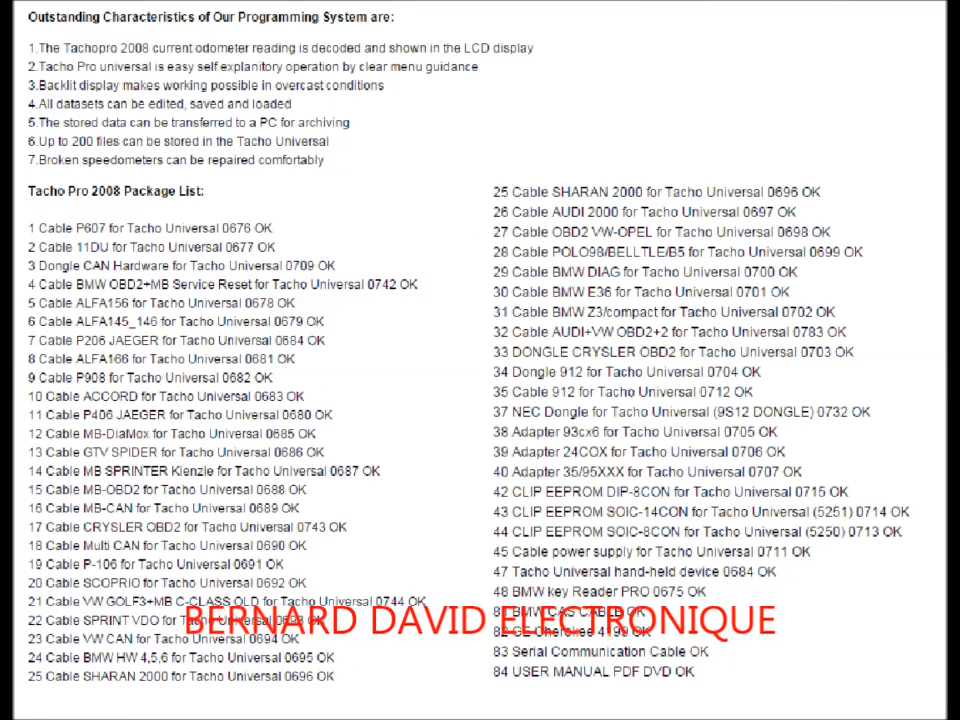 Outstanding Characteristics of Our Programming System are:
1.The Tachopro 2008 current odometer reading is decoded and shown in the LCD display
2.Tacho Pro universal is easy self explanitory operation by clear menu guidance
3.Backlit display makes working possible in overcast conditions
4.All datasets can be edited, saved and loaded
5.The stored data can be transferred to a PC for archiving
6.Up to 200 files can be stored in the Tacho Universal
7.Broken speedometers can be repaired comfortably
Tacho Pro 2008 Package List:
1 Cable P607 for Tacho Universal 0676 OK
2 Cable 11DU for Tacho Universal 0677 OK
3 Dongle CAN Hardware for Tacho Universal 0709 OK
4 Cable BMW OBD2+MB Service Reset for Tacho Universal 0742 OK
5 Cable ALFA156 for Tacho Universal 0678 OK
6 Cable ALFA145_146 for Tacho Universal 0679 OK
7 Cable P206 JAEGER for Tacho Universal 0684 OK
8 Cable ALFA166 for Tacho Universal 0681 OK
9 Cable P908 for Tacho Universal 0682 OK
10 Cable ACCORD for Tacho Universal 0683 OK
11 Cable P406 JAEGER for Tacho Universal 0680 OK
12 Cable MB-DiaMox for Tacho Universal 0685 OK
13 Cable GTV SPIDER for Tacho Universal 0686 OK
14 Cable MB SPRINTER Kienzle for Tacho Universal 0687 OK
15 Cable MB-OBD2 for Tacho Universal 0688 OK
16 Cable MB-CAN for Tacho Universal 0689 OK
17 Cable CRYSLER OBD2 for Tacho Universal 0743 OK
18 Cable Multi CAN for Tacho Universal 0690 OK
19 Cable P-106 for Tacho Universal 0691 OK
20 Cable SCOPRIO for Tacho Universal 0692 OK
21 Cable VW GOLF3+MB C-CLASS OLD for Tacho Universal 0744 OK
22 Cable SPRINT VDO for Tacho Universal 0693 OK
23 Cable VW CAN for Tacho Universal 0694 OK
24 Cable BMW HW 4,5,6 for Tacho Universal 0695 OK
25 Cable SHARAN 2000 for Tacho Universal 0696 OK
25 Cable SHARAN 2000 for Tacho Universal 0696 OK
26 Cable AUDI 2000 for Tacho Universal 0697 OK
27 Cable OBD2 VW-OPEL for Tacho Universal 0698 OK
28 Cable POLO98/BELLTLE/B5 for Tacho Universal 0699 OK
29 Cable BMW DIAG for Tacho Universal 0700 OK
30 Cable BMW E36 for Tacho Universal 0701 OK
31 Cable BMW Z3/compact for Tacho Universal 0702 OK
32 Cable AUDI+VW OBD2+2 for Tacho Universal 0783 OK
33 DONGLE CRYSLER OBD2 for Tacho Universal 0703 OK
34 Dongle 912 for Tacho Universal 0704 OK
35 Cable 912 for Tacho Universal 0712 OK
37 NEC Dongle for Tacho Universal (9S12 DONGLE) 0732 OK
38 Adapter 93cx6 for Tacho Universal 0705 OK
39 Adapter 24COX for Tacho Universal 0706 OK
40 Adapter 35/95XXX for Tacho Universal 0707 OK
42 CLIP EEPROM DIP-8CON for Tacho Universal 0715 OK
43 CLIP EEPROM SOIC-14CON for Tacho Universal (5251) 0714 OK
44 CLIP EEPROM SOIC-8CON for Tacho Universal (5250) 0713 OK
45 Cable power supply for Tacho Universal 0711 OK
47 Tacho Universal hand-held device 0684 OK
48 BMW key Reader PRO 0675 OK
BMW CAS CABLE OK
82 GE Cherokee 4199 OK
83 Serial Communication Cable OK
84 USER MANUAL PDF DVD OK
BERNARD DAVID ELECTRONIQUE